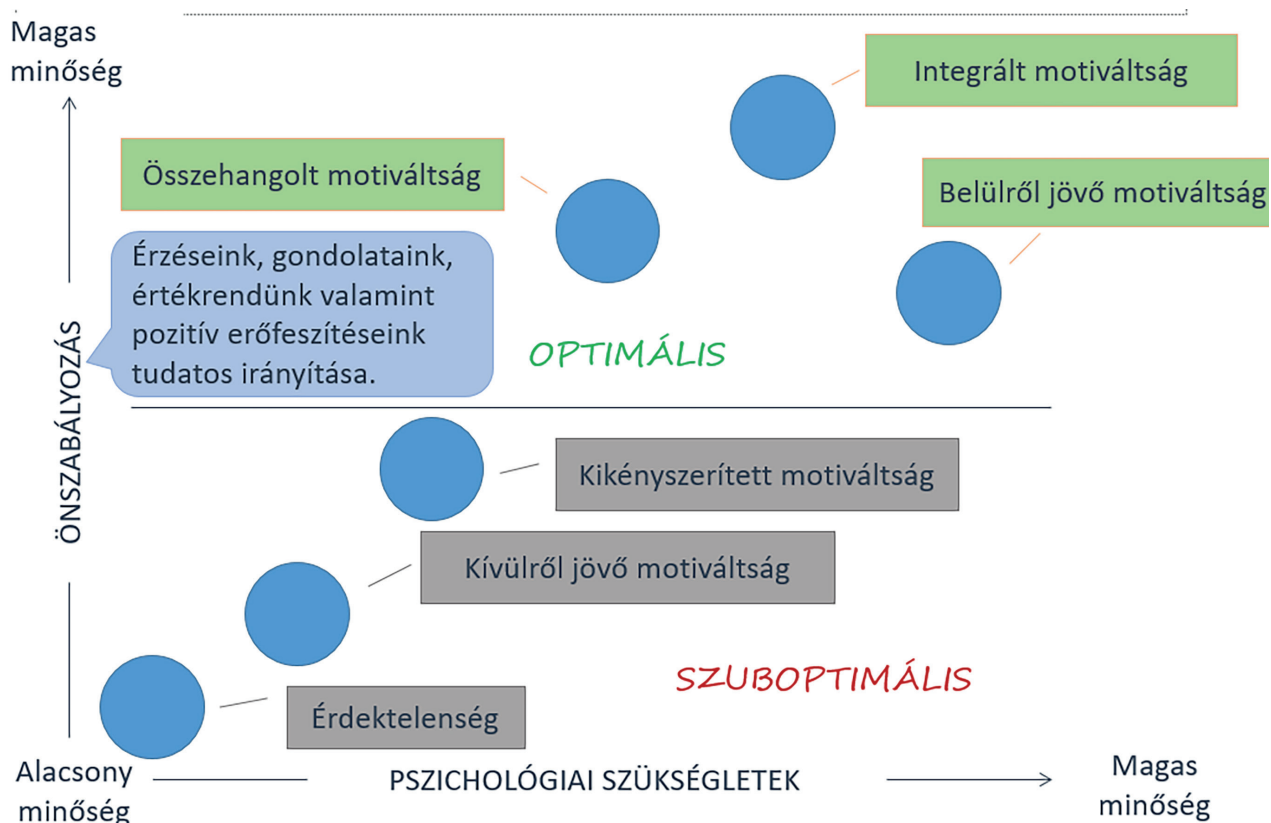 Magas
minőség
Integrált motiváltság
Összehangolt motiváltság
Belülről jövő motiváltság
Érzéseink, gondolataink,
értékrendünk valamint
pozitív erőfeszítéseink
tudatos irányítása.
ÖNSZABÁLYOZÁS
OPTIMÁLIS
Kikényszerített motiváltság
Kívülről jövő motiváltság
SZUBOPTIMÁLIS
Érdektelenség
Alacsony
minőség
PSZICHOLÓGIAI SZÜKSÉGLETEK
Magas
minőség